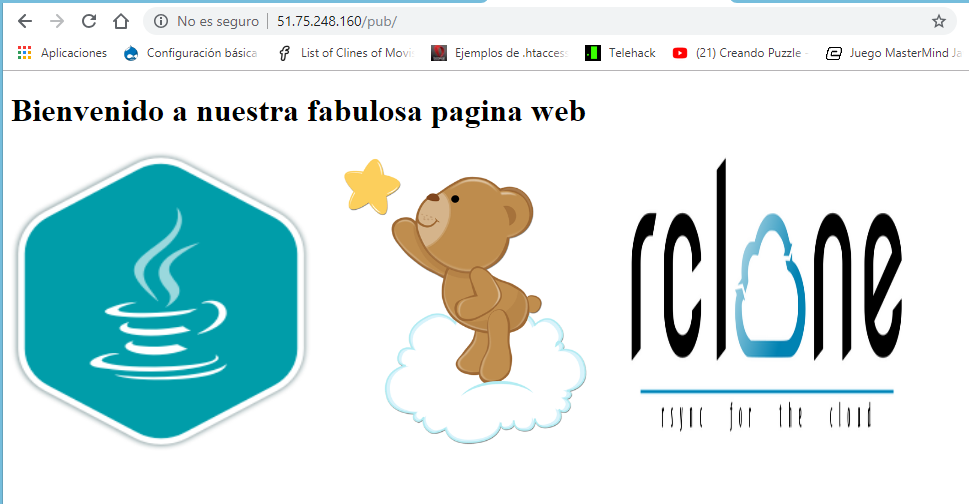 No es seguro | 51.75.248.160/pub/
Aplicaciones Configuración básica List of Clines of Movi Ejemplos de .htaccess Telehack (21) Creando Puzzle - Juego MasterMind Ja
Bienvenido a nuestra fabulosa pagina web
rclone
rsync for the cloud